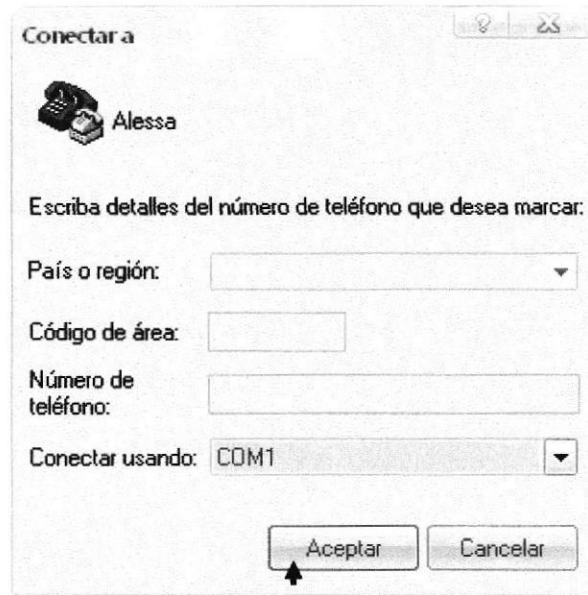 Conectar a
Alessa
Escriba detalles del número de teléfono que desea marcar:
País o región:
Código de área:
Número de
teléfono:
Conectar usando: COM1
Aceptar Cancelar